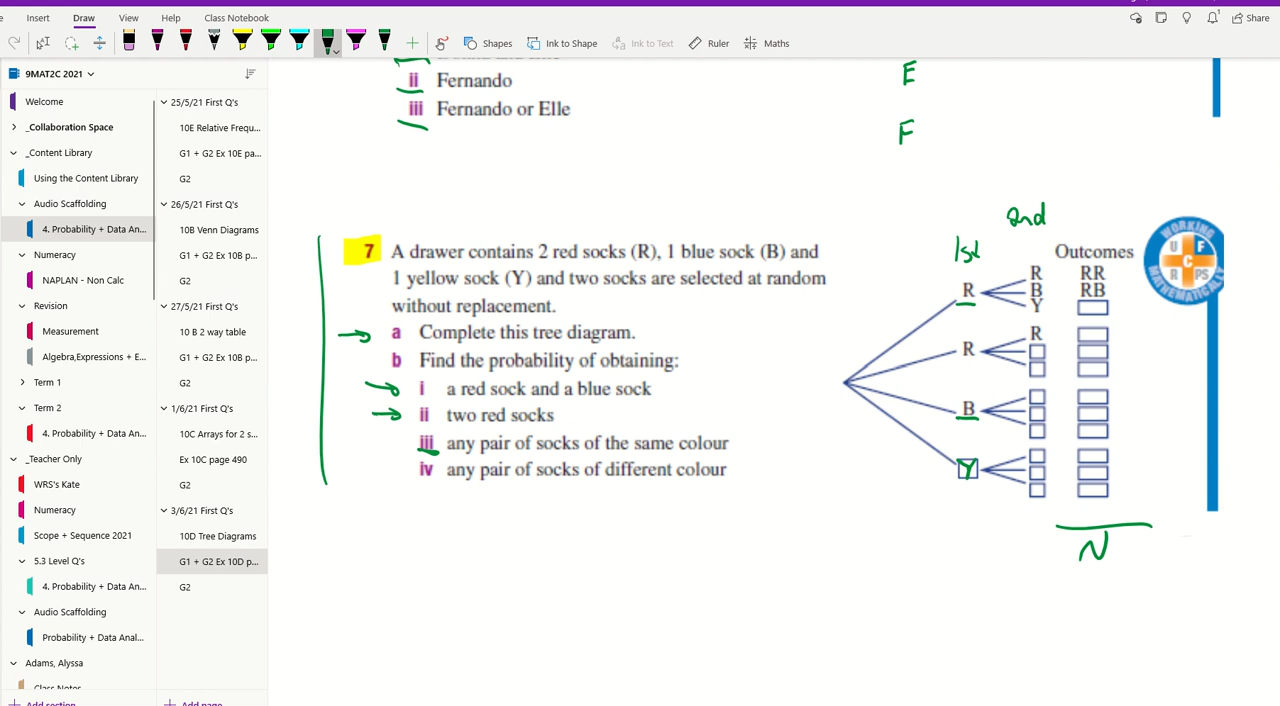 Insert Draw View Help Class Notebook Share
Shapes Ink to Shape Ink to Text Ruler Maths
9MAT2C 2021
Welcome
_Collaboration Space
_Content Library
Using the Content Library
Audio Scaffolding
4. Probability + Data An...
Numeracy
NAPLAN - Non Calc
Revision
Measurement
Algebra,Expressions + E...
Term 1
Term 2
4. Probability + Data An...
_Teacher Only
WRS's Kate
Numeracy
Scope + Sequence 2021
5.3 Level Q's
4. Probability + Data An...
Audio Scaffolding
Probability + Data Anal...
Adams, Alyssa
Class Notes
Add section
25/5/21 First Q's
10E Relative Frequ...
G1 + G2 Ex 10E pa...
G2
26/5/21 First Q's
10B Venn Diagrams
G1 + G2 Ex 10B p...
G2
27/5/21 First Q's
10 B 2 way table
G1 + G2 Ex 10B p...
G2
1/6/21 First Q's
10C Arrays for 2 s...
Ex 10C page 490
G2
3/6/21 First Q's
10D Tree Diagrams
G1 + G2 Ex 10D p...
G2
Add page
ii Fernando
iii Fernando or Elle
E
F
7 A drawer contains 2 red socks (R), 1 blue sock (B) and
1 yellow sock (Y) and two socks are selected at random
without replacement.
a Complete this tree diagram.
b Find the probability of obtaining:
i a red sock and a blue sock
ii two red socks
iii any pair of socks of the same colour
iv any pair of socks of different colour
2nd
1st
Outcomes
R RR
R B RB
Y
R
R
B
Y
N
WORKING
U F
C
R PS
MATHEMATICALLY